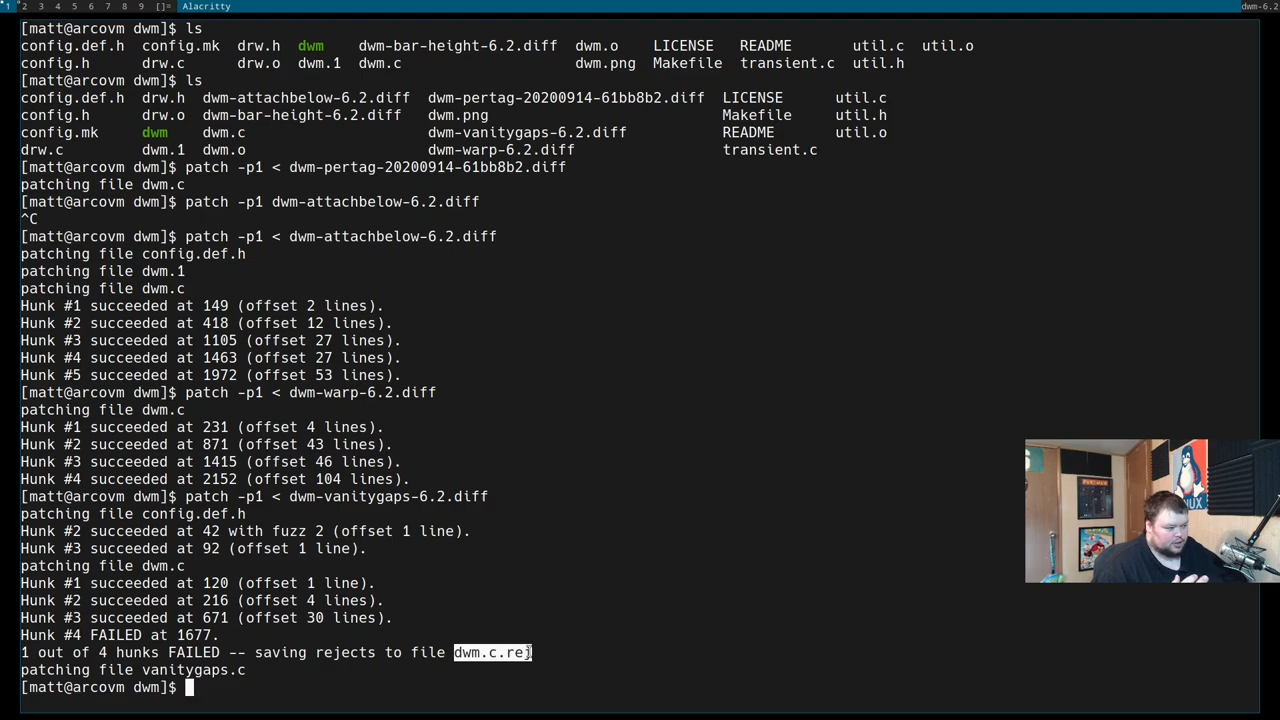 1 2 3 4 5 6 7 8 9 []= Alacritty dwm-6.2
[matt@arcovm dwm]$ ls
config.def.h config.mk drw.h dwm dwm-bar-height-6.2.diff dwm.o LICENSE README util.c util.o
config.h drw.c drw.o dwm.1 dwm.c dwm.png Makefile transient.c util.h
[matt@arcovm dwm]$ ls
config.def.h drw.h dwm-attachbelow-6.2.diff dwm-pertag-20200914-61bb8b2.diff LICENSE util.c
config.h drw.o dwm-bar-height-6.2.diff dwm.png Makefile util.h
config.mk dwm dwm.c dwm-vanitygaps-6.2.diff README util.o
drw.c dwm.1 dwm.o dwm-warp-6.2.diff transient.c
[matt@arcovm dwm]$ patch -p1 < dwm-pertag-20200914-61bb8b2.diff
patching file dwm.c
[matt@arcovm dwm]$ patch -p1 dwm-attachbelow-6.2.diff
^C
[matt@arcovm dwm]$ patch -p1 < dwm-attachbelow-6.2.diff
patching file config.def.h
patching file dwm.1
patching file dwm.c
Hunk #1 succeeded at 149 (offset 2 lines).
Hunk #2 succeeded at 418 (offset 12 lines).
Hunk #3 succeeded at 1105 (offset 27 lines).
Hunk #4 succeeded at 1463 (offset 27 lines).
Hunk #5 succeeded at 1972 (offset 53 lines).
[matt@arcovm dwm]$ patch -p1 < dwm-warp-6.2.diff
patching file dwm.c
Hunk #1 succeeded at 231 (offset 4 lines).
Hunk #2 succeeded at 871 (offset 43 lines).
Hunk #3 succeeded at 1415 (offset 46 lines).
Hunk #4 succeeded at 2152 (offset 104 lines).
[matt@arcovm dwm]$ patch -p1 < dwm-vanitygaps-6.2.diff
patching file config.def.h
Hunk #2 succeeded at 42 with fuzz 2 (offset 1 line).
Hunk #3 succeeded at 92 (offset 1 line).
patching file dwm.c
Hunk #1 succeeded at 120 (offset 1 line).
Hunk #2 succeeded at 216 (offset 4 lines).
Hunk #3 succeeded at 671 (offset 30 lines).
Hunk #4 FAILED at 1677.
1 out of 4 hunks FAILED -- saving rejects to file dwm.c.rej
patching file vanitygaps.c
[matt@arcovm dwm]$